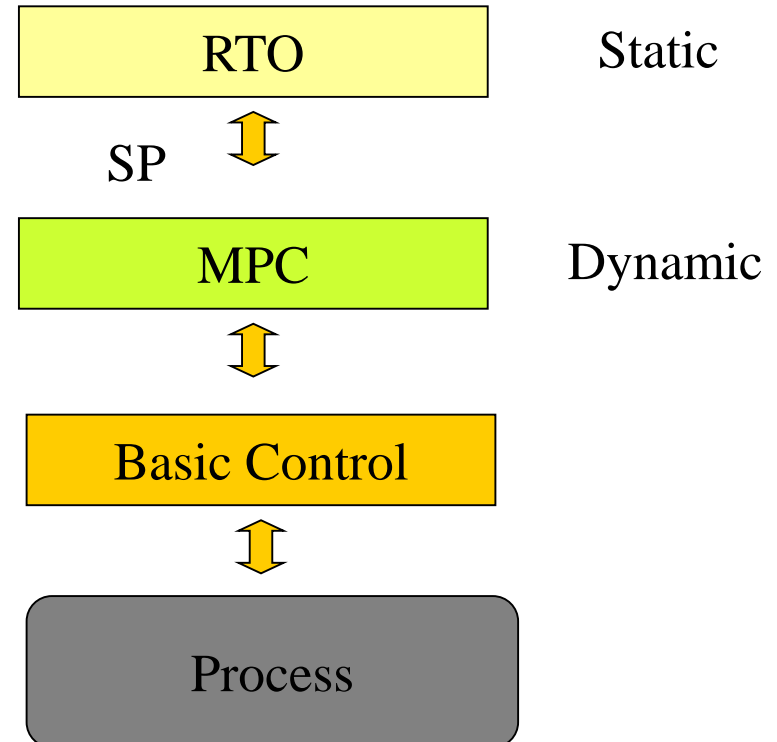 RTO
Static
SP
MPC
Dynamic
Basic Control
Process